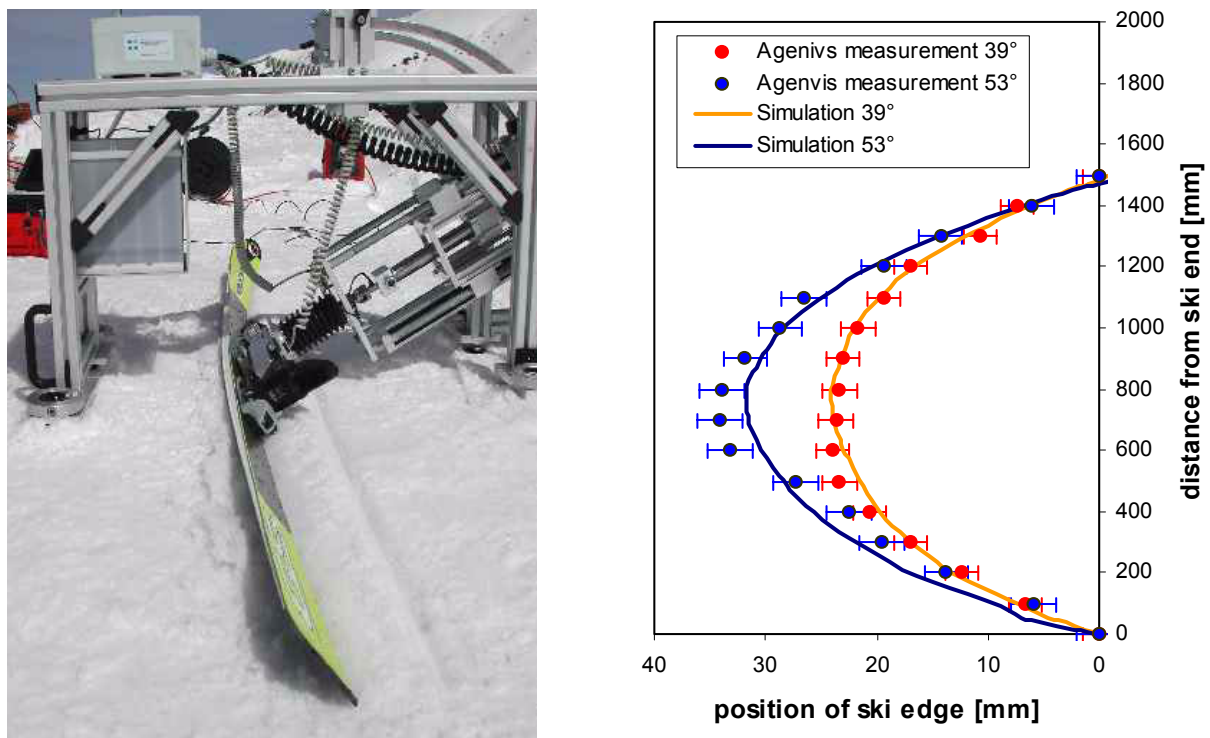 Agenivs measurement 39°
Agenvis measurement 53°
Simulation 39°
Simulation 53°
2000
1800
1600
1400
1200
1000
800
600
400
200
0
distance from ski end [mm]
40 30 20 10 0
position of ski edge [mm]